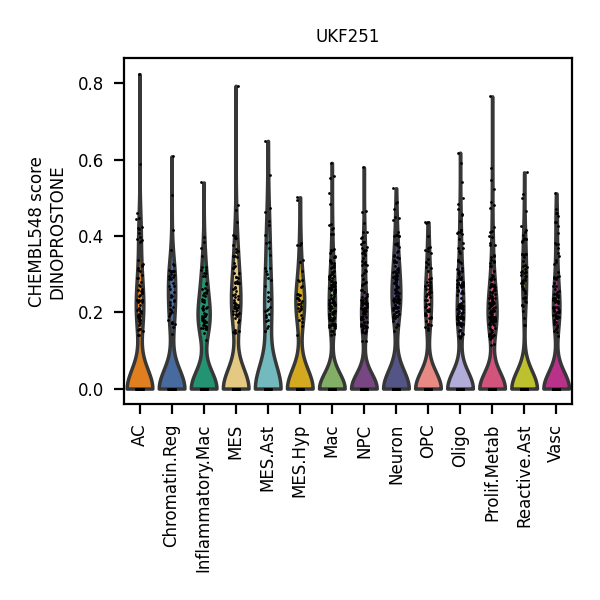 UKF251
CHEMBL548 score
DINOPROSTONE
0.8
0.6
0.4
0.2
0.0
AC
Chromatin.Reg
Inflammatory.Mac
MES
MES.Ast
MES.Hyp
Mac
NPC
Neuron
OPC
Oligo
Prolif.Metab
Reactive.Ast
Vasc